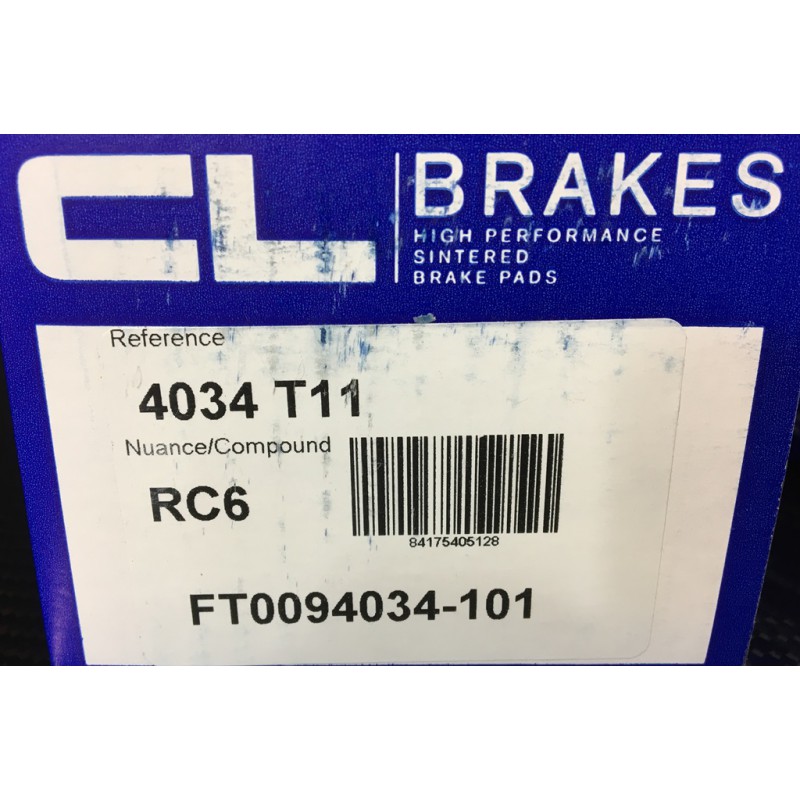 CL BRAKES
HIGH PERFORMANCE
SINTERED
BRAKE PADS
Reference
4034 T11
Nuance/Compound
RC6
84175405128
FT0094034-101